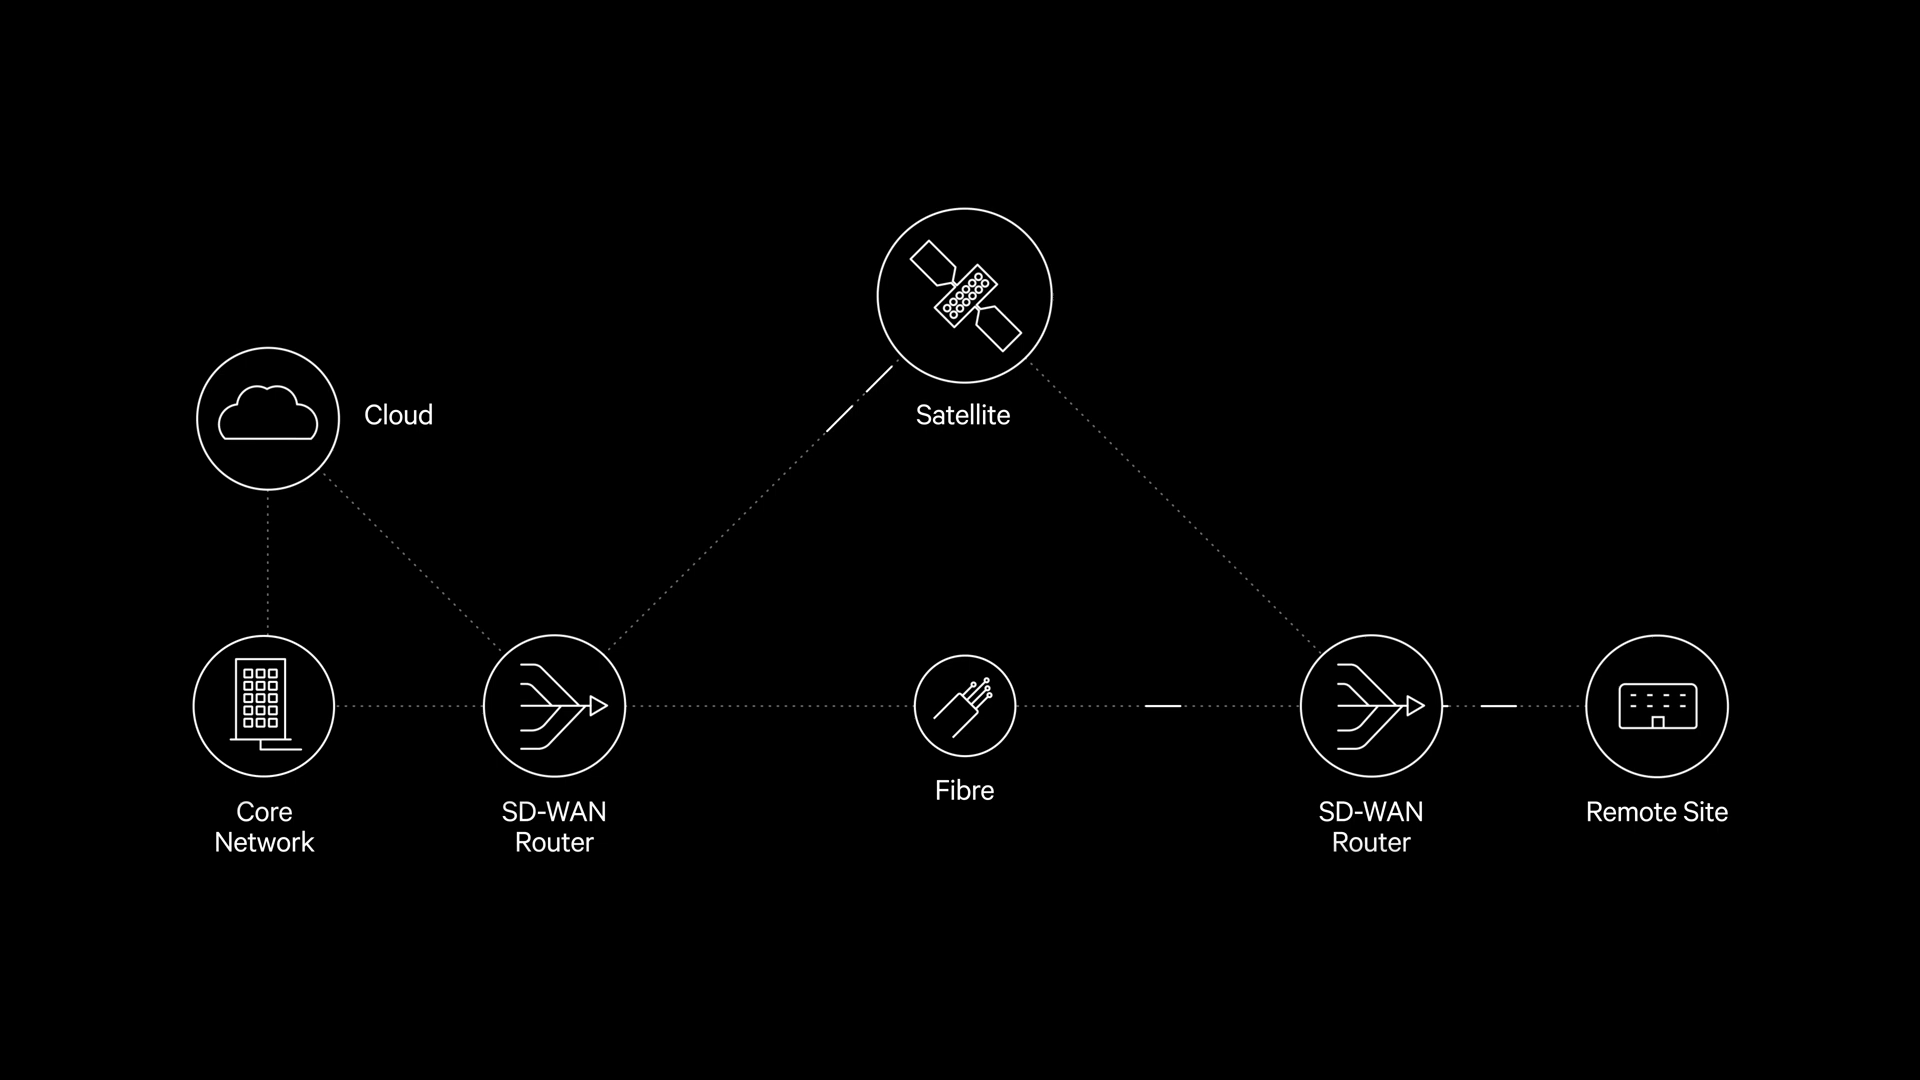 Cloud
Satellite
Core
Network
SD-WAN
Router
Fibre
SD-WAN
Router
Remote Site